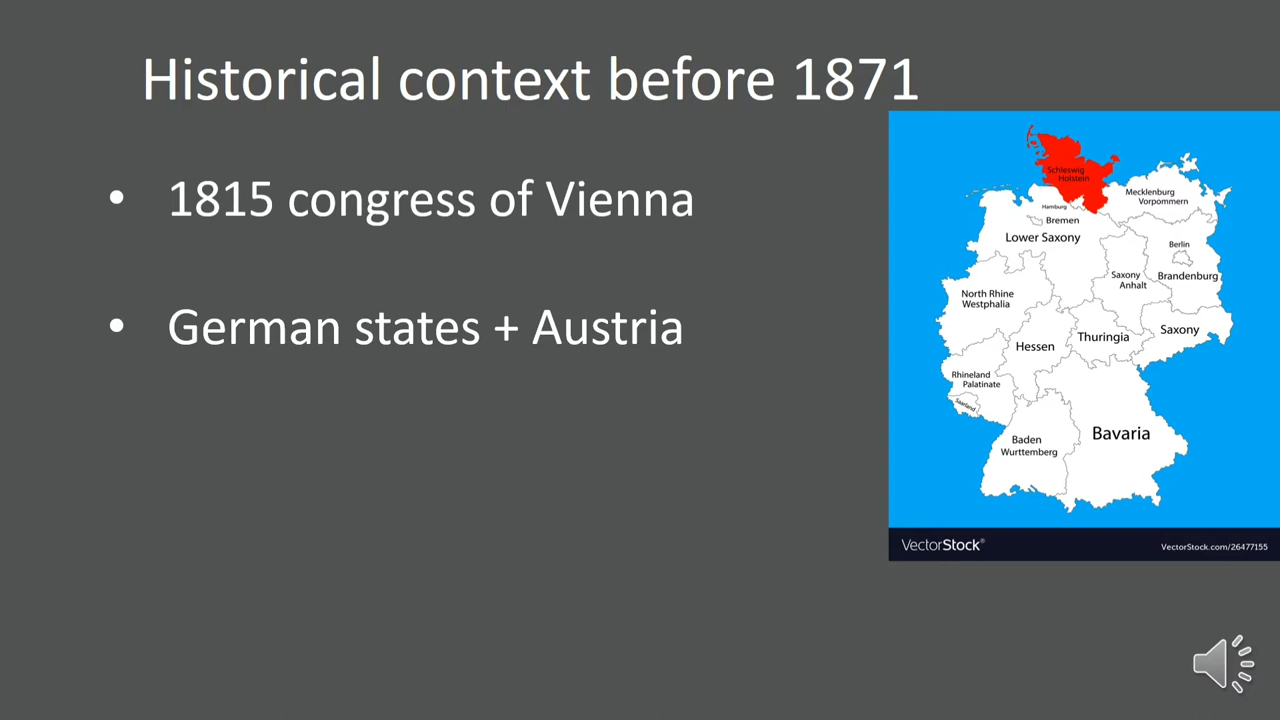 Historical context before 1871
• 1815 congress of Vienna
• German states + Austria
Schleswig
Holstein
Mecklenburg
Vorpommern
Hamburg
Bremen
Lower Saxony
Berlin
Brandenburg
Saxony
Anhalt
North Rhine
Westphalia
Hessen
Thuringia
Saxony
Rhineland
Palatinate
Saarland
Baden
Wurttemberg
Bavaria
VectorStock®
VectorStock.com/26477155